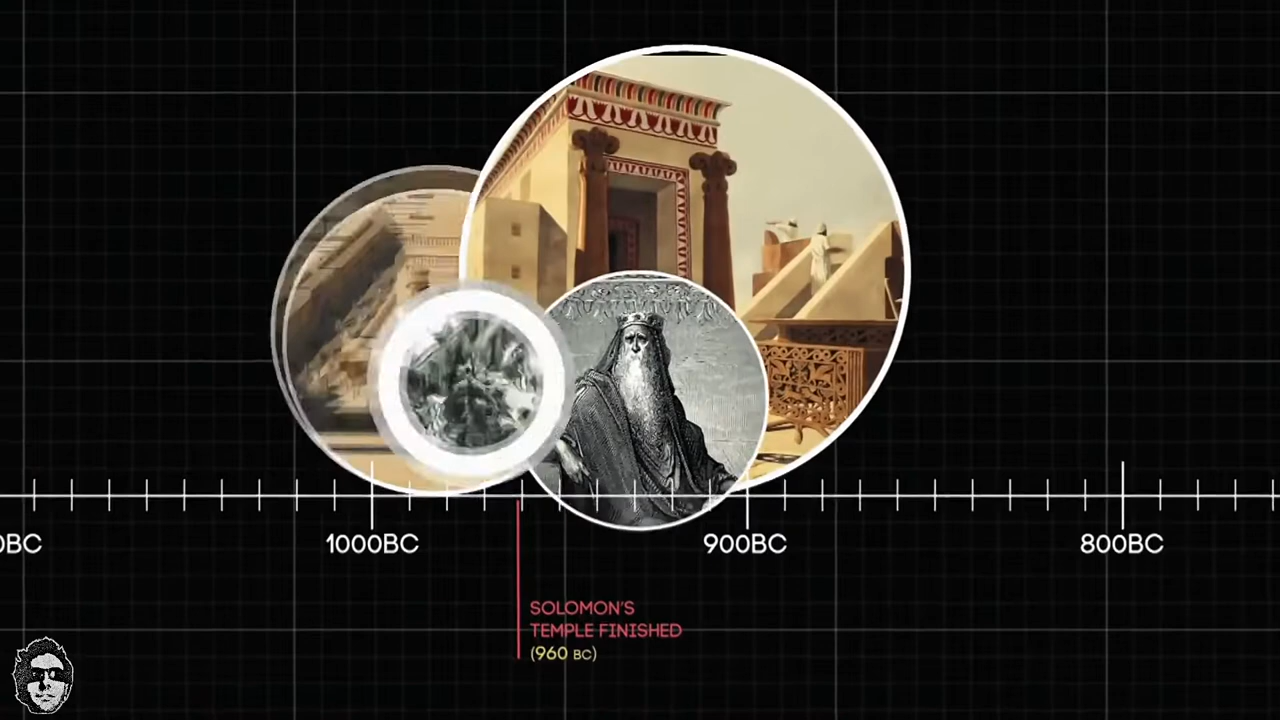 0BC
1000BC
900BC
800BC
SOLOMON'S
TEMPLE FINISHED
(960 BC)